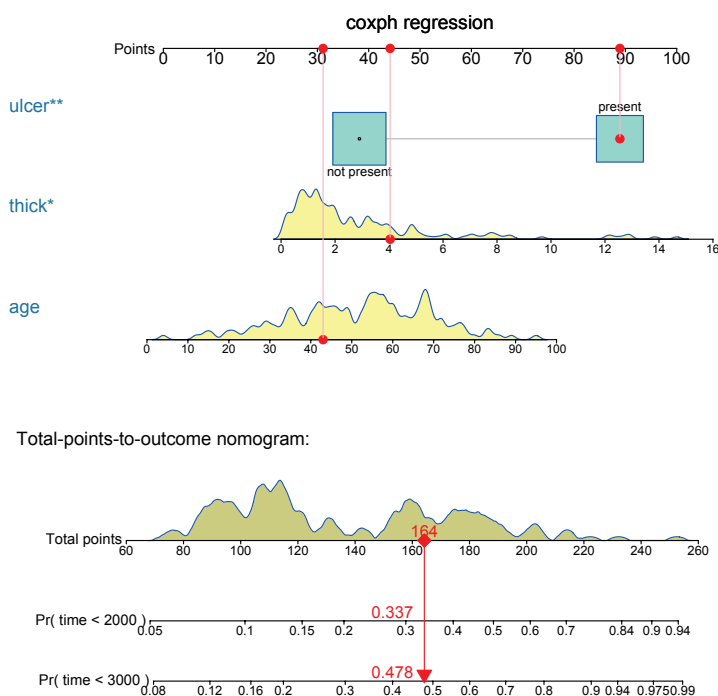 coxph regression
Points
0 10 20 30 40 50 60 70 80 90 100
ulcer**
present
not present
thick*
0 2 4 6 8 10 12 14 16
age
0 10 20 30 40 50 60 70 80 90 100
Total-points-to-outcome nomogram:
164
Total points
60 80 100 120 140 160 180 200 220 240 260
0.337
Pr( time < 2000 )
0.05 0.1 0.15 0.2 0.3 0.4 0.5 0.6 0.7 0.84 0.9 0.94
0.478
Pr( time < 3000 )
0.08 0.12 0.16 0.2 0.3 0.4 0.5 0.6 0.7 0.8 0.9 0.94 0.975 0.99